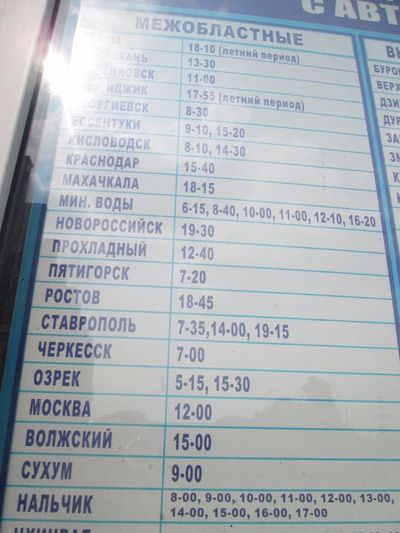 С АВТ
МЕЖОБЛАСТНЫЕ
18-10 (летний период)
13-30
11-00
17-55 (летний период)
8-30
ЕССЕНТУКИ 9-10, 15-20
КИСЛОВОДСК 8-10, 14-30
КРАСНОДАР 15-40
МАХАЧКАЛА 18-15
МИН. ВОДЫ 6-15, 8-40, 10-00, 11-00, 12-10, 16-20
НОВОРОССИЙСК 19-30
ПРОХЛАДНЫЙ 12-40
ПЯТИГОРСК 7-20
РОСТОВ 18-45
СТАВРОПОЛЬ 7-35,14-00, 19-15
ЧЕРКЕССК 7-00
ОЗРЕК 5-15, 15-30
МОСКВА 12-00
ВОЛЖСКИЙ 15-00
СУХУМ 9-00
НАЛЬЧИК 8-00, 9-00, 10-00, 11-00, 12-00, 13-00,
14-00, 15-00, 16-00, 17-00
БУРО
ВЕРХ
ДЗИ
ДУР